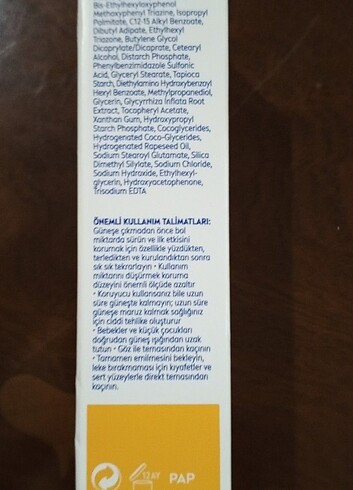 Bis-Ethylhexyloxyphenol
Methoxyphenyl Triazine, Isopropyl
Palmitate, C12-15 Alkyl Benzoate,
Dibutyl Adipate, Ethylhexyl
Triazone, Butylene Glycol
Dicaprylate/Dicaprate, Cetearyl
Alcohol, Distarch Phosphate,
Phenylbenzimidazole Sulfonic
Acid, Glyceryl Stearate, Tapioca
Starch, Diethylamino Hydroxybenzoyl
Hexyl Benzoate, Methylpropanediol,
Glycerin, Glycyrrhiza Inflata Root
Extract, Tocopheryl Acetate,
Xanthan Gum, Hydroxypropyl
Starch Phosphate, Cocoglycerides,
Hydrogenated Coco-Glycerides,
Hydrogenated Rapeseed Oil,
Sodium Stearoyl Glutamate, Silica
Dimethyl Silylate, Sodium Chloride,
Sodium Hydroxide, Ethylhexyl-
glycerin, Hydroxyacetophenone,
Trisodium EDTA
ÖNEMLİ KULLANIM TALİMATLARI:
Güneşe çıkmadan önce bol
miktarda sürün ve ilk etkisini
korumak için özellikle yüzdükten,
terledikten ve kurulandıktan sonra
sık sık tekrarlayın • Kullanım
miktarını düşürmek koruma
düzeyini önemli ölçüde azaltır
• Koruyucu kullansanız bile uzun
süre güneşte kalmayın; uzun süre
güneşe maruz kalmak sağlığınız
için ciddi tehlike oluşturur
• Bebekler ve küçük çocukları
doğrudan güneş ışığından uzak
tutun • Göz ile temasından kaçının
• Tamamen emilmesini bekleyin,
leke bırakmaması için kıyafetler ve
sert yüzeylerle direkt temasından
kaçının.
12 AY
PAP